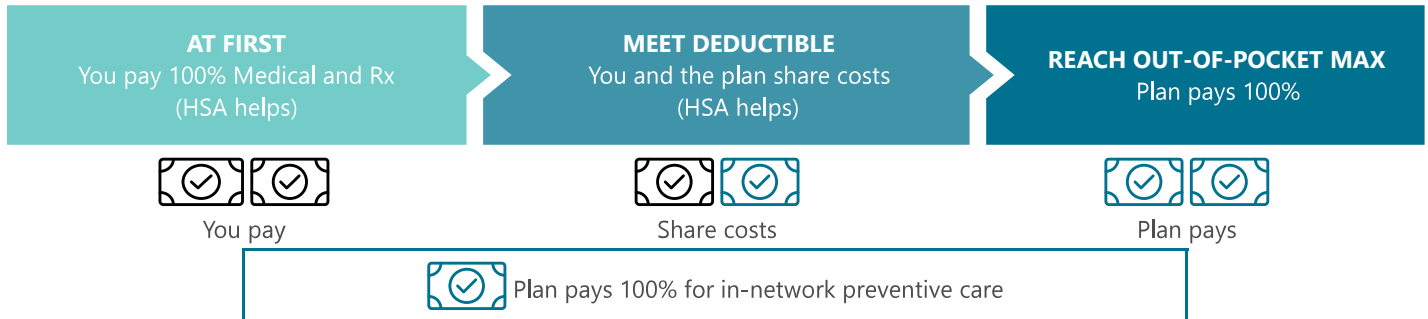 AT FIRST
You pay 100% Medical and Rx
(HSA helps)
MEET DEDUCTIBLE
You and the plan share costs
(HSA helps)
REACH OUT-OF-POCKET MAX
Plan pays 100%
You pay
Share costs
Plan pays
Plan pays 100% for in-network preventive care